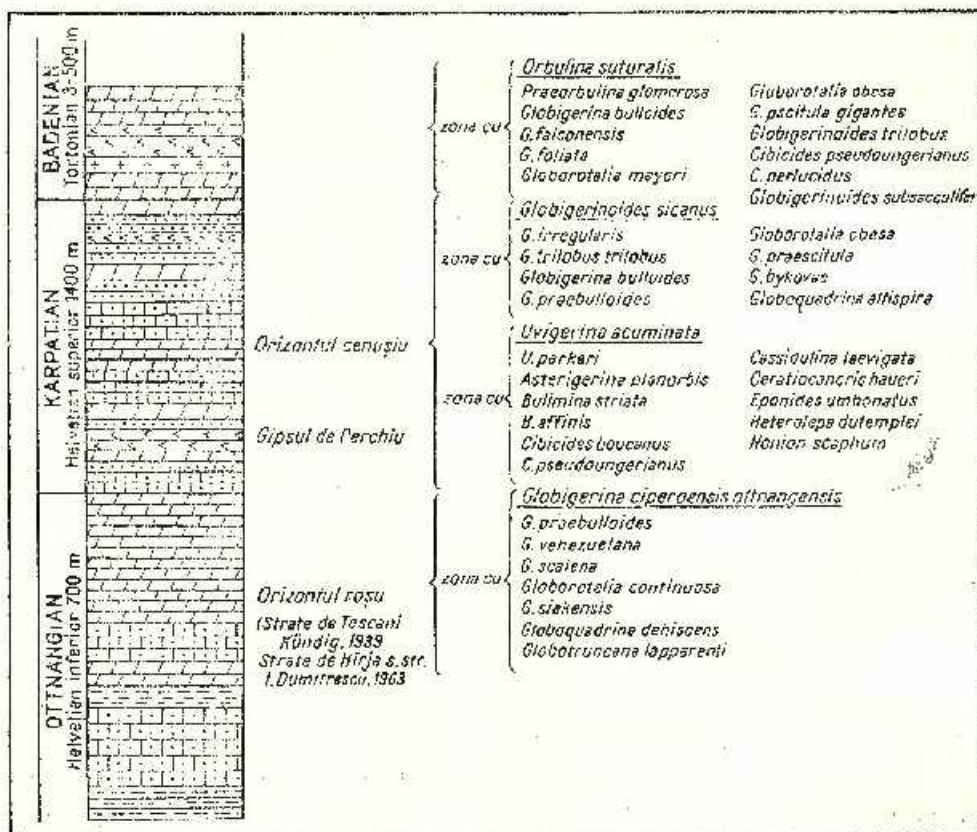 BADENIAN
Tortonian 3-500 m
KARPATIAN
Helvetian superior 1400 m
OTTNANGIAN
Helvetian inferior 700 m
Orizontul cenușiu
Gipsul de Perchiu
Orizontul roșu
(Strate de Tescani
Kündig, 1939
Strate de Hîrja s. str.
I. Dumitrescu, 1963
zona cu
Orbulina suturalis
Praeorbulina glomerosa
Globigerina bulloides
G. falconensis
G. foliata
Globorotalia mayeri
Globorotalia obesa
G. pscitula gigantea
Globigerinoides trilobus
Cibicides pseudoungerianus
C. perlucidus
Globigerinoides subsacculifer
zona cu
Globigerinoides sicanus
G. irregularis
G. trilobus trilobus
Globigerina bulloides
G. praebulloides
Globorotalia obesa
G. praescitula
G. bykovae
Globoquadrina altispira
zona cu
Uvigerina acuminata
U. parkeri
Asterigerina planorbis
Bulimina striata
B. affinis
Cibicides boueanus
C. pseudoungerianus
Cassidulina laevigata
Ceratiocancris haueri
Eponides umbonatus
Heterolepa dutemplei
Nonion scaphum
zona cu
Globigerina ciperoensis ottnangensis
G. praebulloides
G. venezuelana
G. scalena
Globorotalia continuosa
G. siakensis
Globoquadrina dehiscens
Globotruncana lapparenti